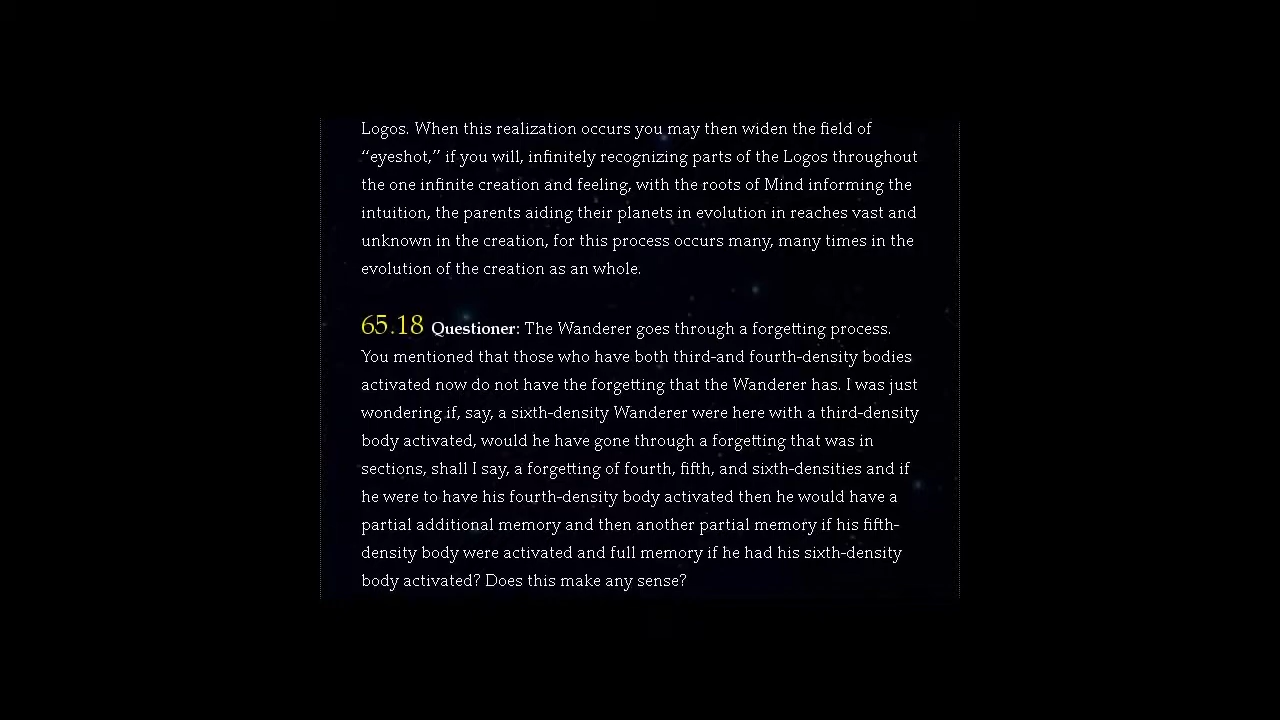 Logos. When this realization occurs you may then widen the field of
“eyeshot,” if you will, infinitely recognizing parts of the Logos throughout
the one infinite creation and feeling, with the roots of Mind informing the
intuition, the parents aiding their planets in evolution in reaches vast and
unknown in the creation, for this process occurs many, many times in the
evolution of the creation as an whole.
65.18 Questioner: The Wanderer goes through a forgetting process.
You mentioned that those who have both third-and fourth-density bodies
activated now do not have the forgetting that the Wanderer has. I was just
wondering if, say, a sixth-density Wanderer were here with a third-density
body activated, would he have gone through a forgetting that was in
sections, shall I say, a forgetting of fourth, fifth, and sixth-densities and if
he were to have his fourth-density body activated then he would have a
partial additional memory and then another partial memory if his fifth-
density body were activated and full memory if he had his sixth-density
body activated? Does this make any sense?